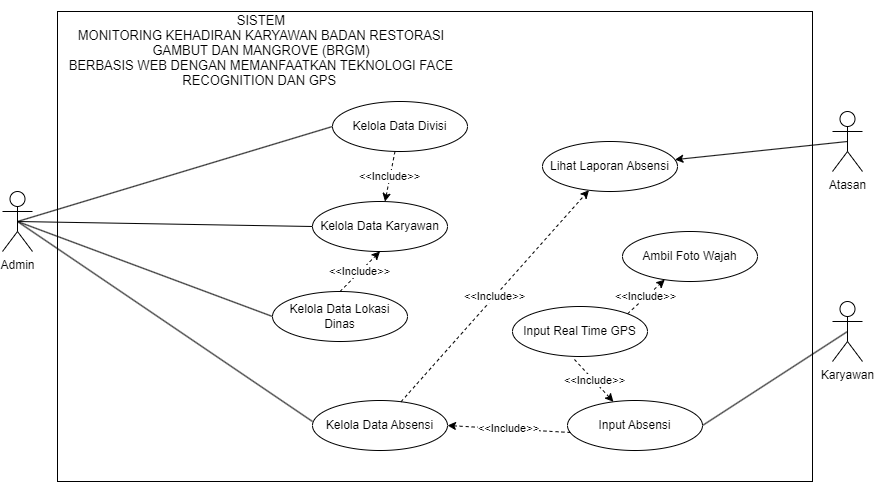 SISTEM
MONITORING KEHADIRAN KARYAWAN BADAN RESTORASI
GAMBUT DAN MANGROVE (BRGM)
BERBASIS WEB DENGAN MEMANFAATKAN TEKNOLOGI FACE
RECOGNITION DAN GPS
Kelola Data Divisi
<<Include>>
Lihat Laporan Absensi
Atasan
Kelola Data Karyawan
Admin
<<Include>>
Ambil Foto Wajah
Kelola Data Lokasi
Dinas
<<Include>>
<<Include>>
Input Real Time GPS
Karyawan
<<Include>>
Kelola Data Absensi
<<Include>>
Input Absensi